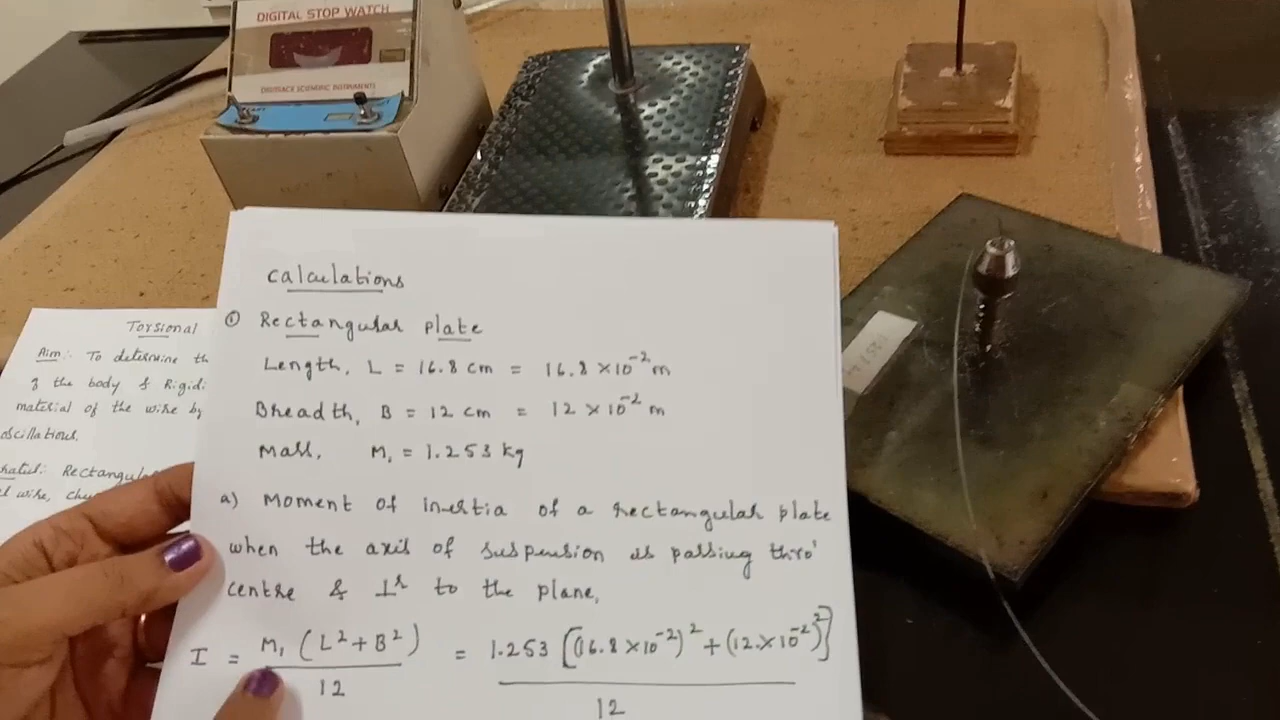 DIGITAL STOP WATCH
calculations
① Rectangular plate
Length, L = 16.8 cm = 16.8 ×10⁻² m
Breadth, B = 12 cm = 12 ×10⁻² m
Mass, M₁ = 1.253 kg
a) Moment of inertia of a rectangular plate
when the axis of suspension is passing thro'
centre & ⊥ʳ to the plane,
I = M₁ (L² + B²) / 12 = 1.253 [(16.8 ×10⁻²)² + (12.×10⁻²)²] / 12
Torsional
Aim:- To determine th
of the body & Rigidi
material of the wire by
oscillations.
Rectangula
wire,